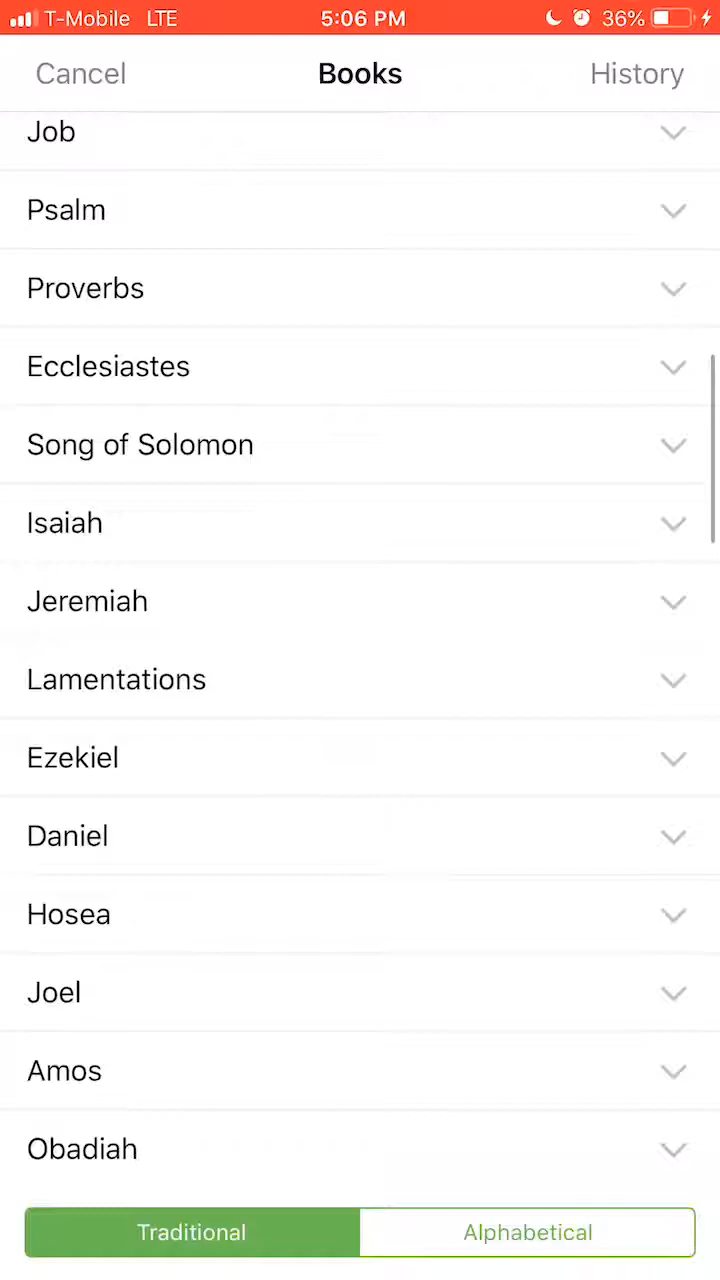 T-Mobile LTE 5:06 PM 36%
Cancel Books History
Job
Psalm
Proverbs
Ecclesiastes
Song of Solomon
Isaiah
Jeremiah
Lamentations
Ezekiel
Daniel
Hosea
Joel
Amos
Obadiah
Traditional Alphabetical